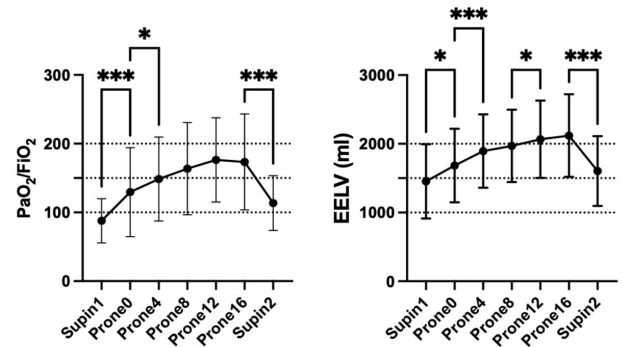 ***
*
***
300
200
100
0
PaO₂/FiO₂
Supin1
Prone0
Prone4
Prone8
Prone12
Prone16
Supin2
*
***
*
***
3000
2000
1000
0
EELV (ml)
Supin1
Prone0
Prone4
Prone8
Prone12
Prone16
Supin2